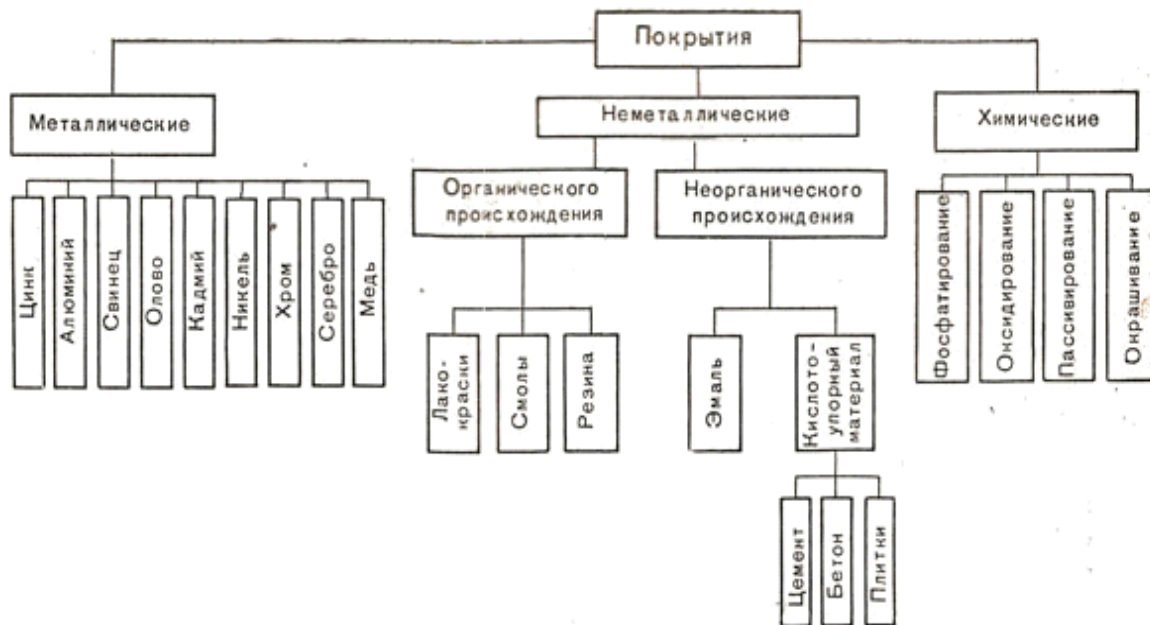 Покрытия
Металлические
Неметаллические
Химические
Органического
происхождения
Неорганического
происхождения
Цинк
Алюминий
Свинец
Олово
Кадмий
Никель
Хром
Серебро
Медь
Лако-
краски
Смолы
Резина
Эмаль
Кислото-
упорный
материал
Цемент
Бетон
Плитки
Фосфатирование
Оксидирование
Пассивирование
Окрашивание